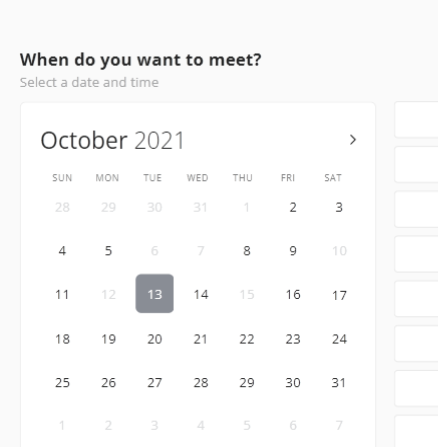 When do you want to meet?
Select a date and time
October 2021
SUN MON TUE WED THU FRI SAT
28 29 30 31 1 2 3
4 5 6 7 8 9 10
11 12 13 14 15 16 17
18 19 20 21 22 23 24
25 26 27 28 29 30 31
1 2 3 4 5 6 7